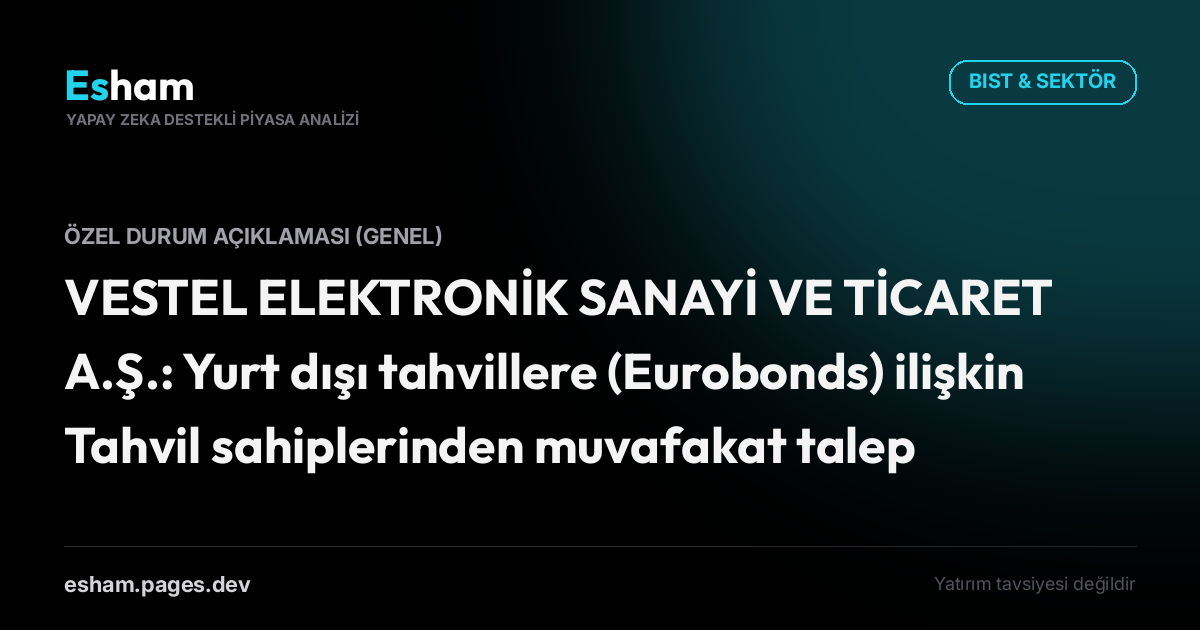 Esham
YAPAY ZEKA DESTEKLİ PİYASA ANALİZİ
BIST & SEKTÖR
ÖZEL DURUM AÇIKLAMASI (GENEL)
VESTEL ELEKTRONİK SANAYİ VE TİCARET
A.Ş.: Yurt dışı tahvillere (Eurobonds) ilişkin
Tahvil sahiplerinden muvafakat talep
esham.pages.dev
Yatırım tavsiyesi değildir